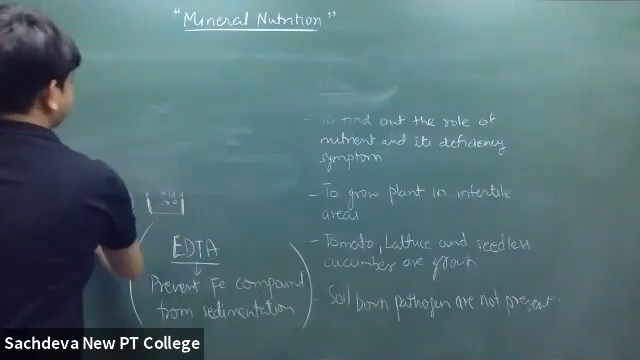 "Mineral Nutrition"
EDTA
Prevent Fe compound
from sedimentation
- To find out the role of
nutrient and its deficiency
symptom
- To grow plant in infertile
areas
- Tomato, Lattuce and seedless
cucumber are grown
- Soil born pathogen are not present.
Sachdeva New PT College